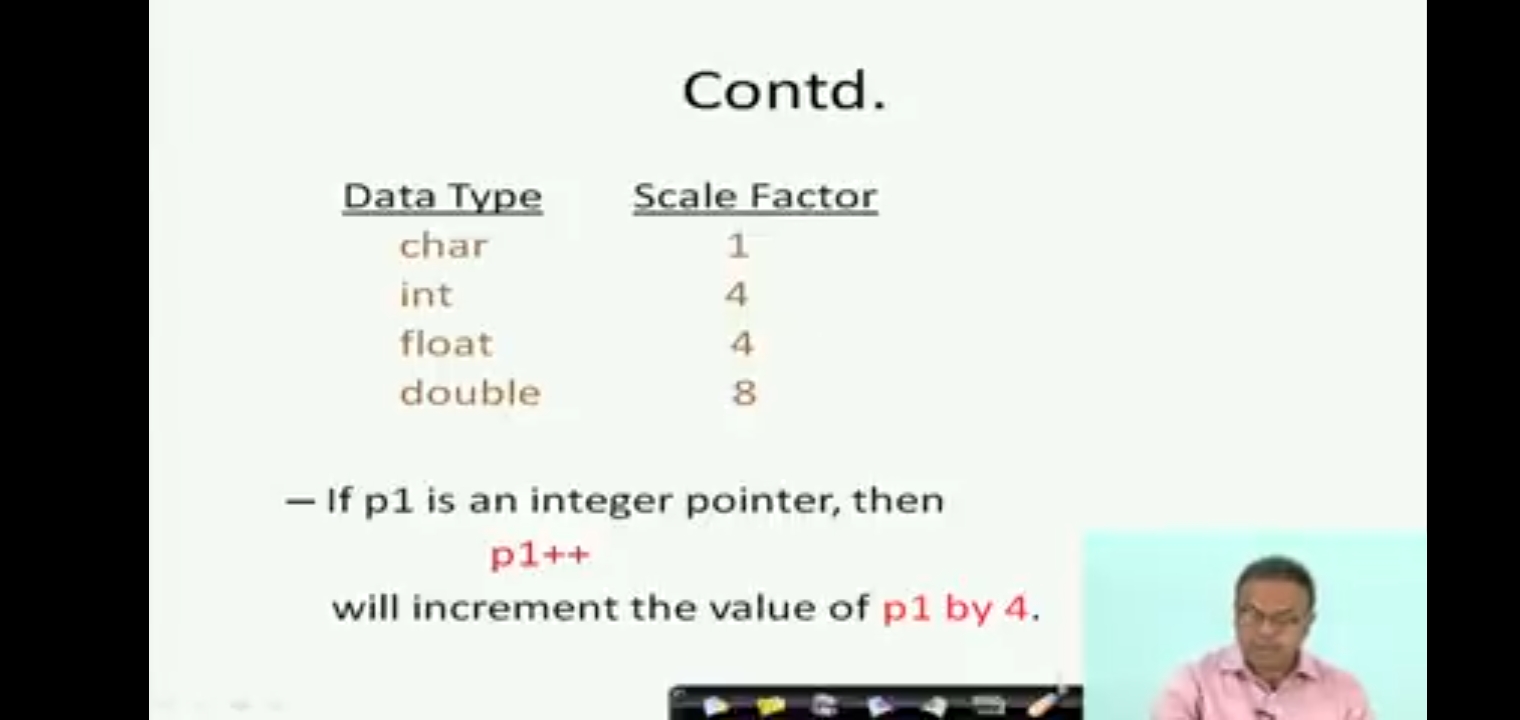 Contd.
Data Type Scale Factor
char 1
int 4
float 4
double 8
— If p1 is an integer pointer, then
p1++
will increment the value of p1 by 4.